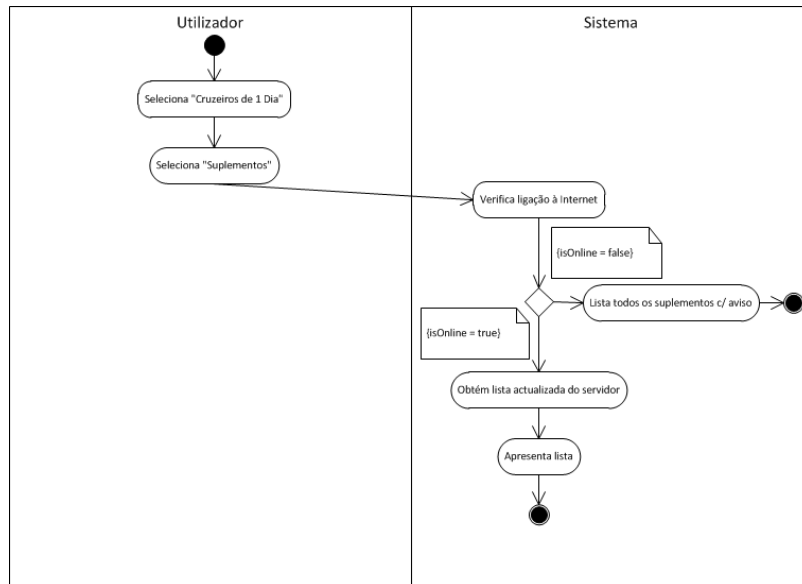 Utilizador
Sistema
Seleciona "Cruzeiros de 1 Dia"
Seleciona "Suplementos"
Verifica ligação à Internet
{isOnline = false}
Lista todos os suplementos c/ aviso
{isOnline = true}
Obtém lista actualizada do servidor
Apresenta lista